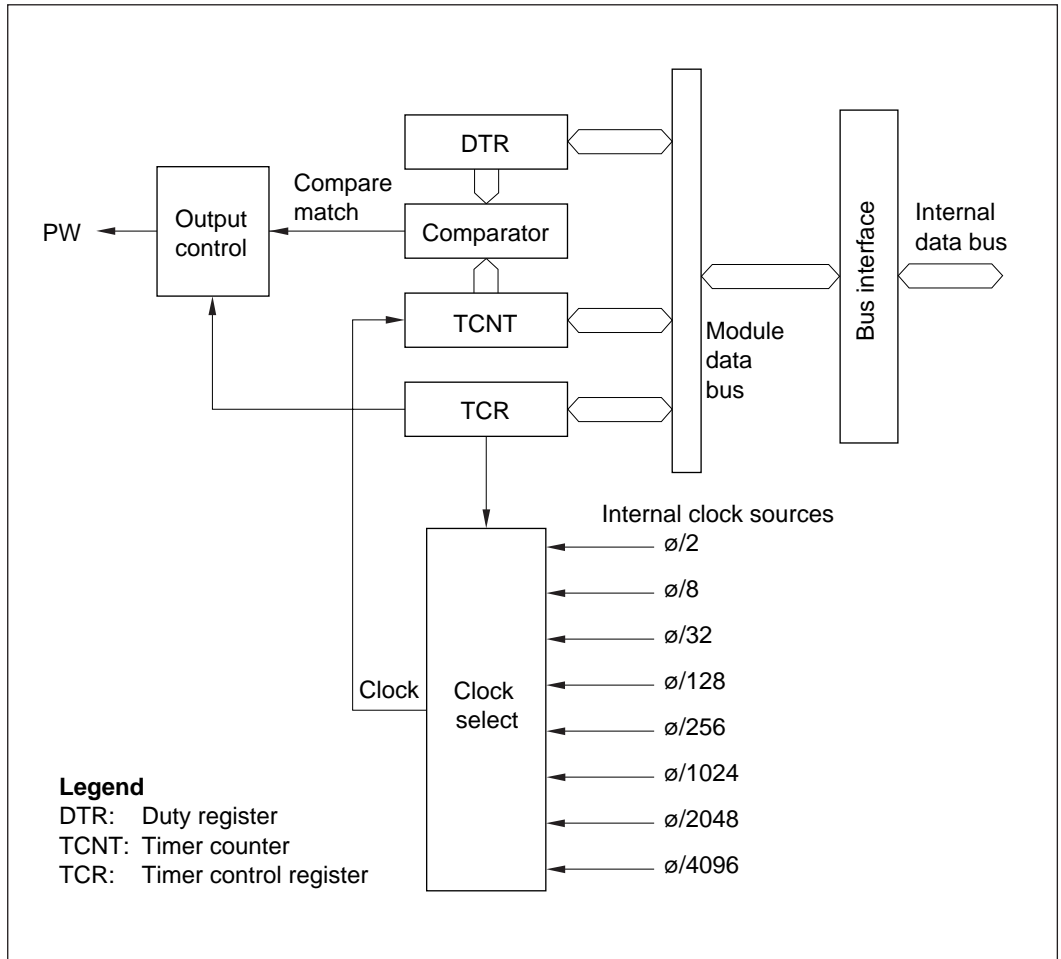 DTR
Compare
match
Output
control
PW
Comparator
TCNT
TCR
Module
data
bus
Bus interface
Internal
data bus
Internal clock sources
ø/2
ø/8
ø/32
ø/128
ø/256
ø/1024
ø/2048
ø/4096
Clock
Clock
select
Legend
DTR: Duty register
TCNT: Timer counter
TCR: Timer control register